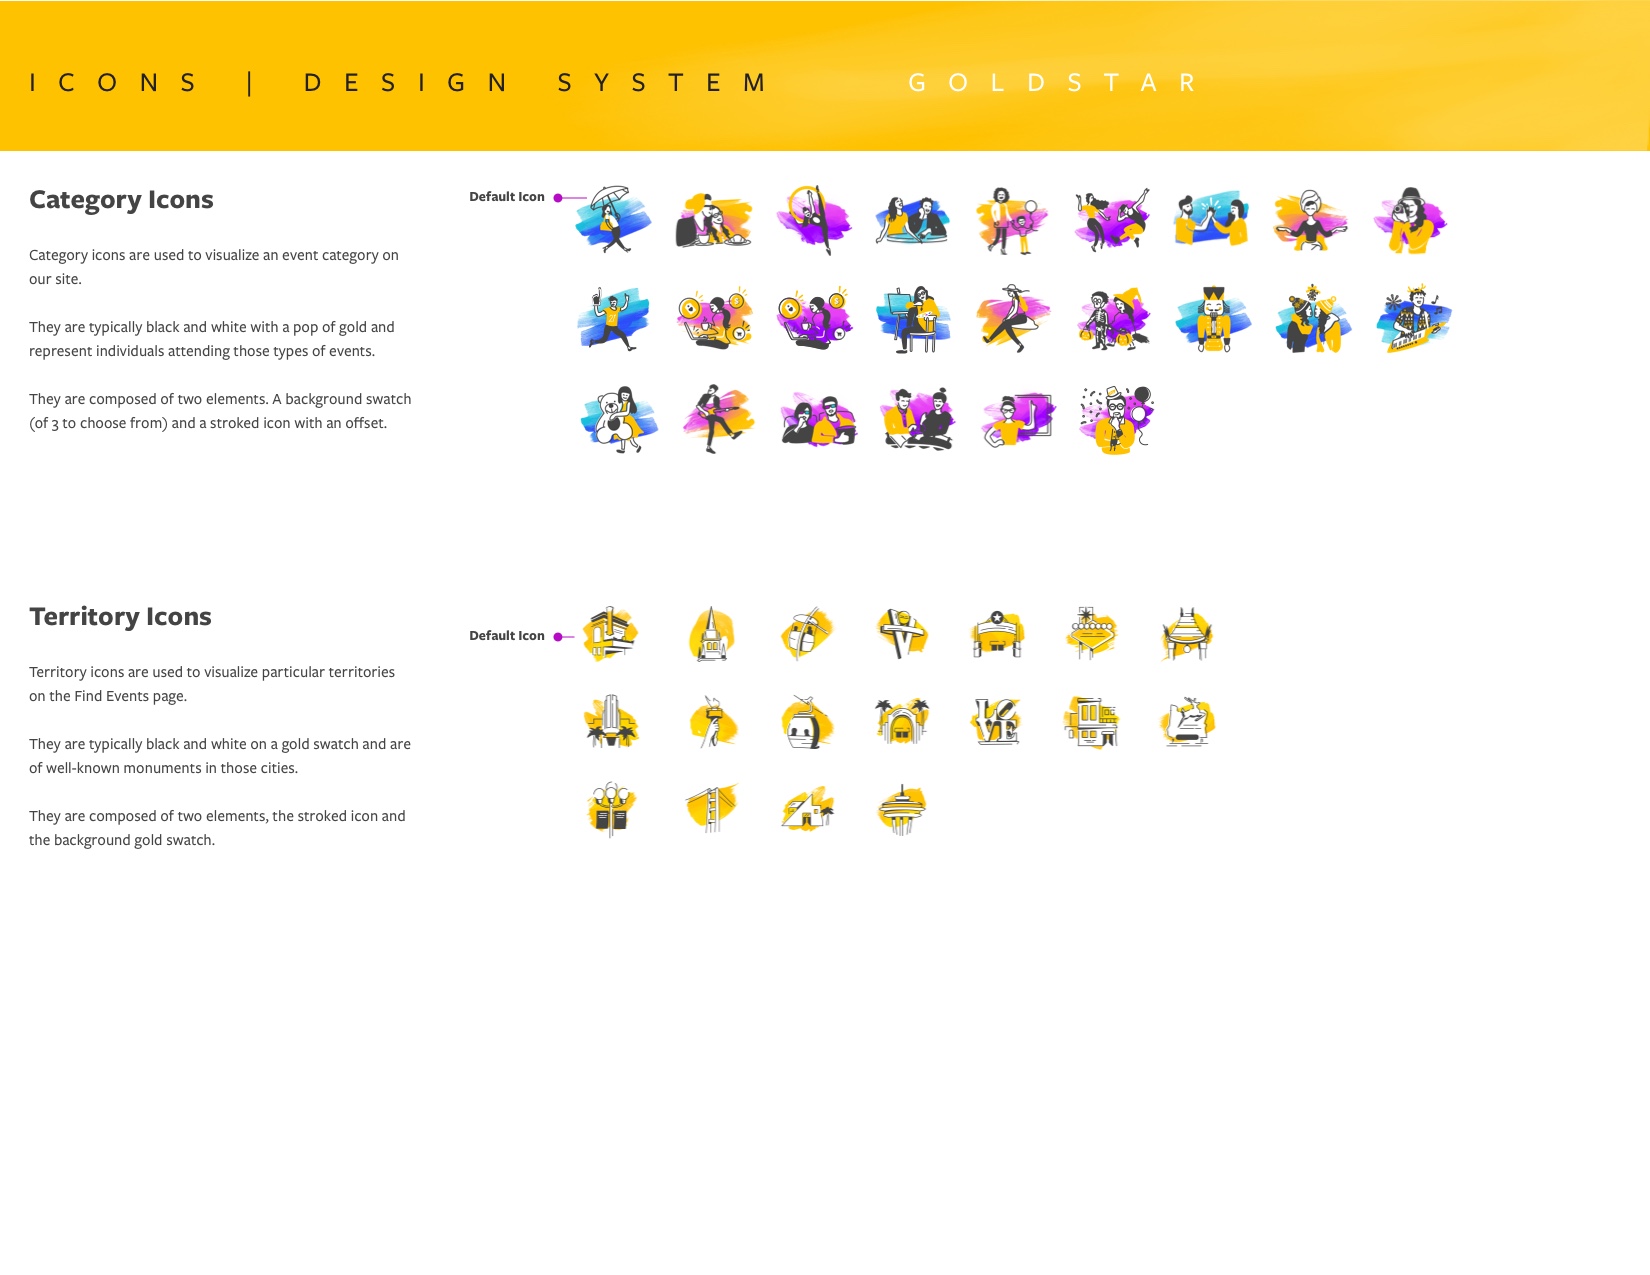 ICONS | DESIGN SYSTEM GOLDSTAR
Category Icons
Category icons are used to visualize an event category on
our site.
They are typically black and white with a pop of gold and
represent individuals attending those types of events.
They are composed of two elements. A background swatch
(of 3 to choose from) and a stroked icon with an offset.
Default Icon
Territory Icons
Territory icons are used to visualize particular territories
on the Find Events page.
They are typically black and white on a gold swatch and are
of well-known monuments in those cities.
They are composed of two elements, the stroked icon and
the background gold swatch.
Default Icon
LO
VE